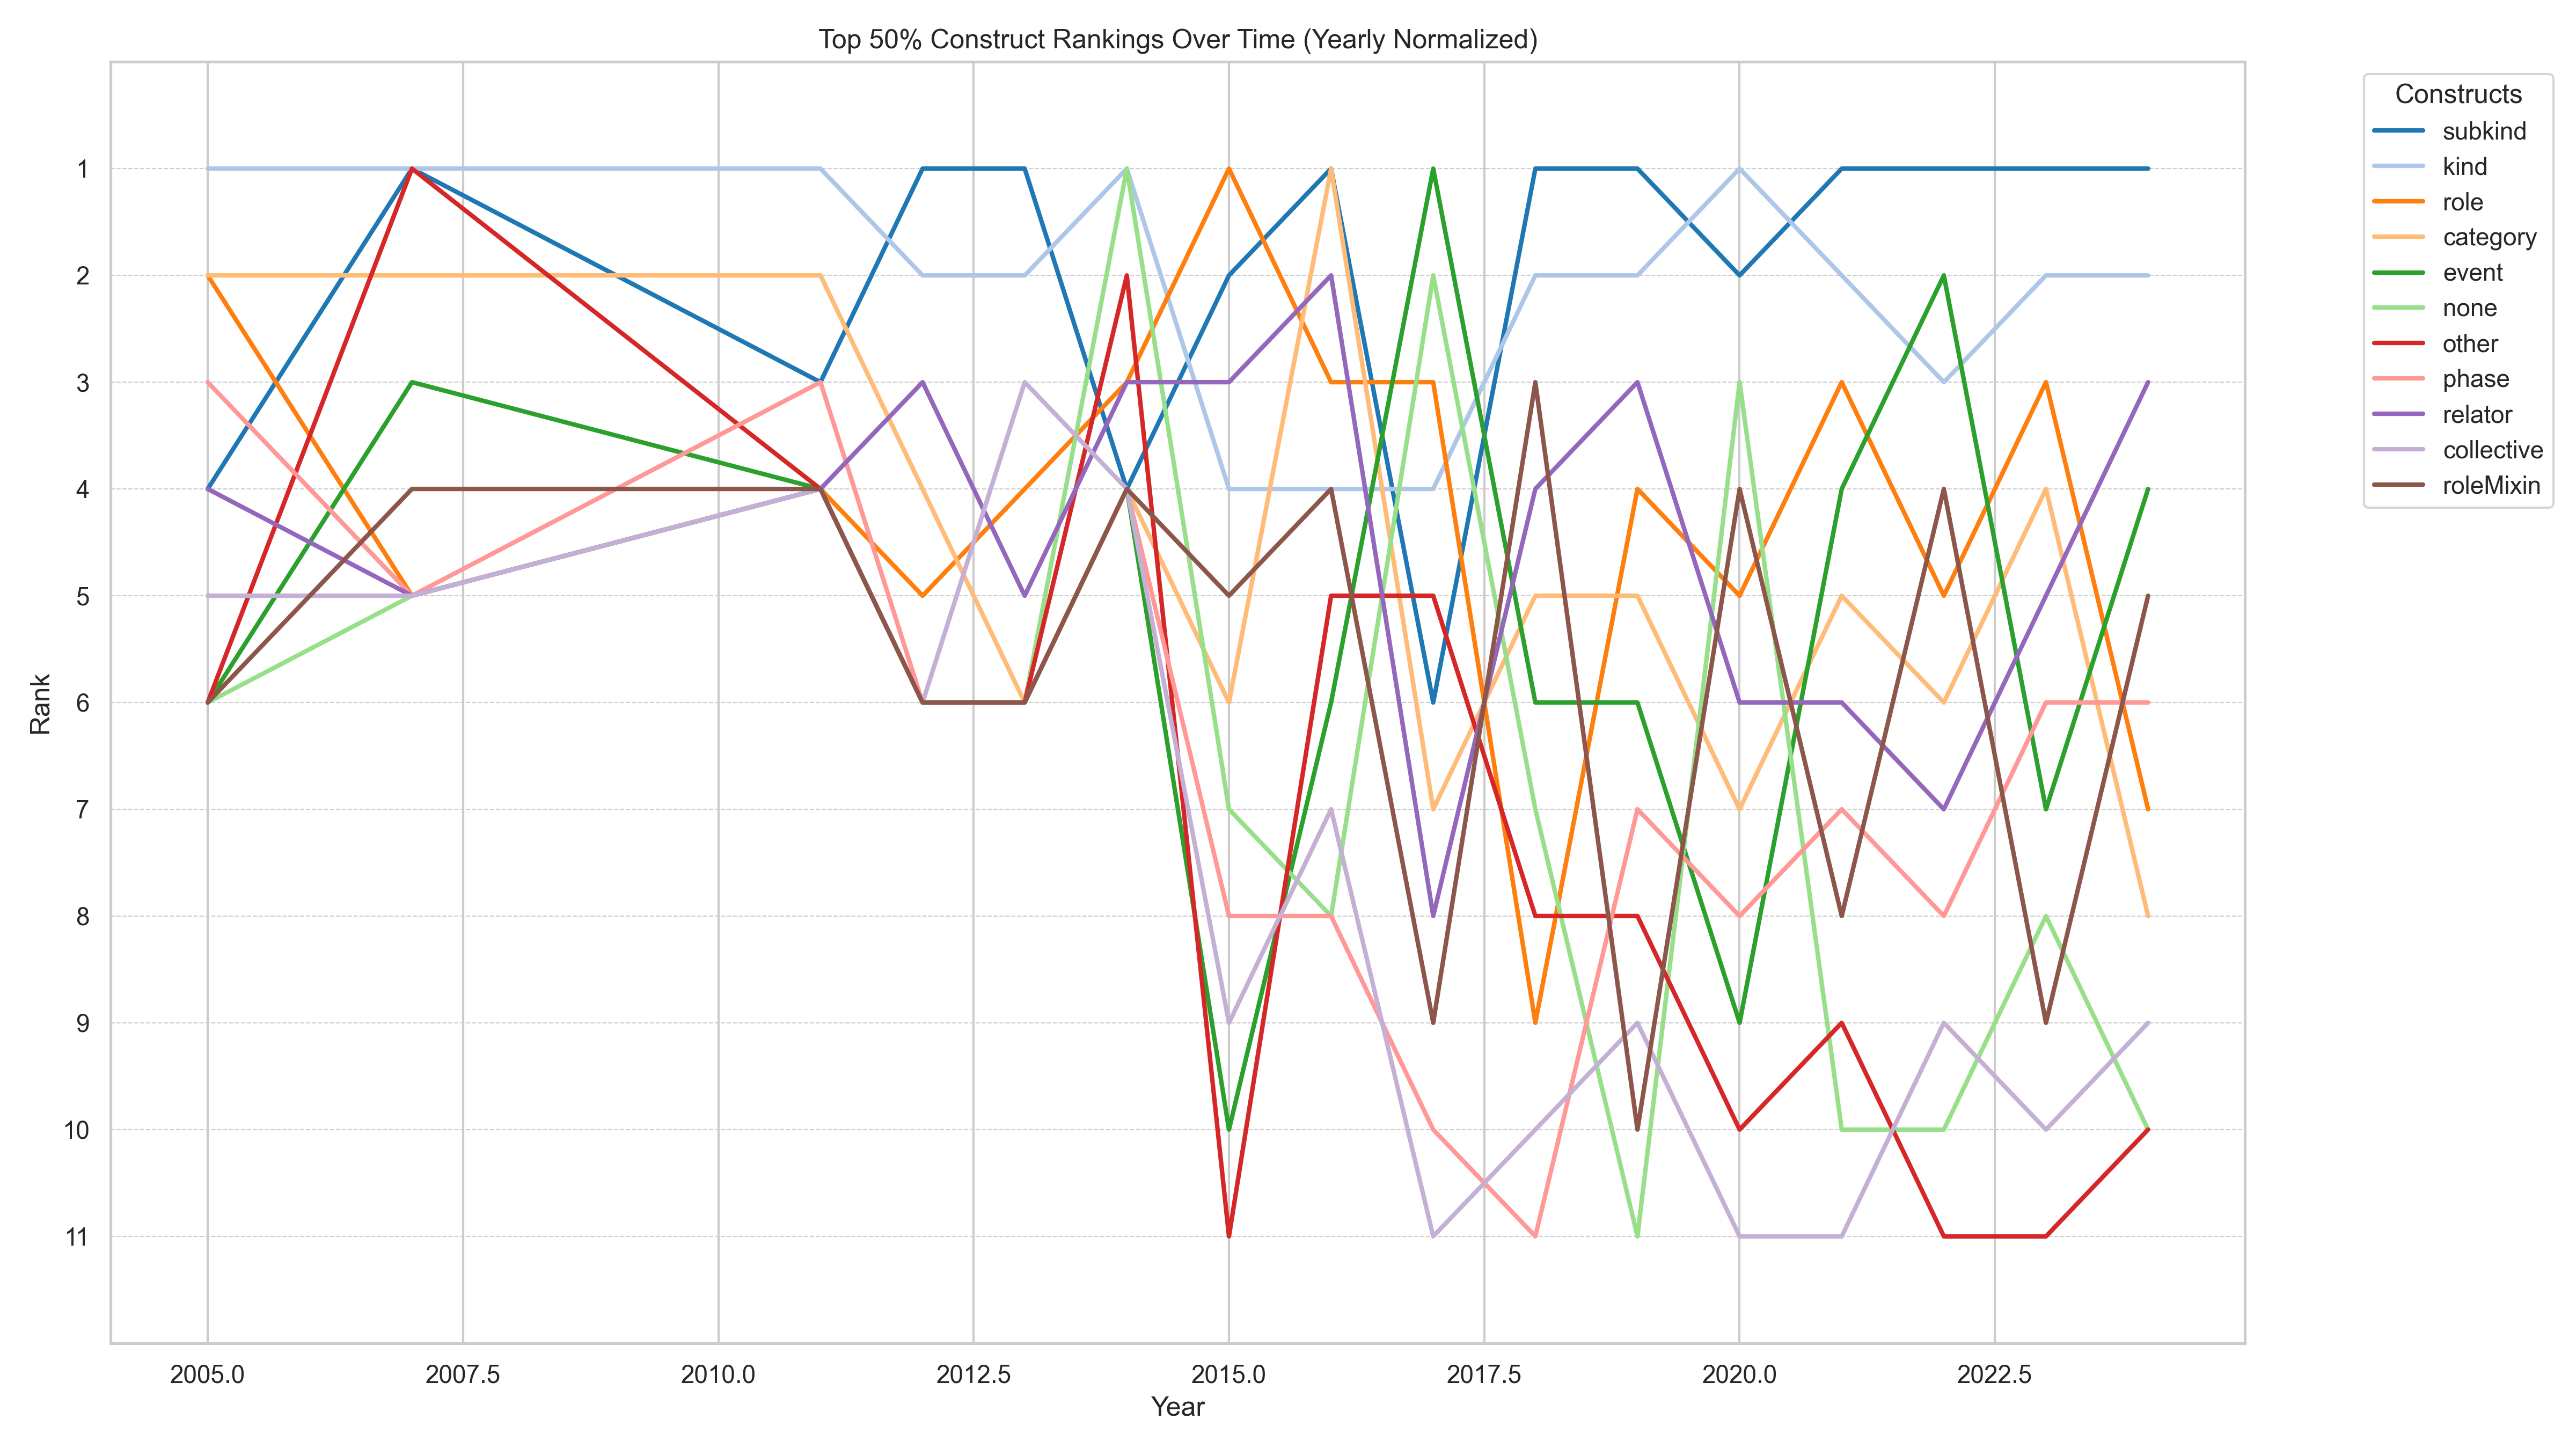 Top 50% Construct Rankings Over Time (Yearly Normalized)
Constructs
subkind
kind
role
category
event
none
other
phase
relator
collective
roleMixin
Rank
1
2
3
4
5
6
7
8
9
10
11
2005.0 2007.5 2010.0 2012.5 2015.0 2017.5 2020.0 2022.5
Year